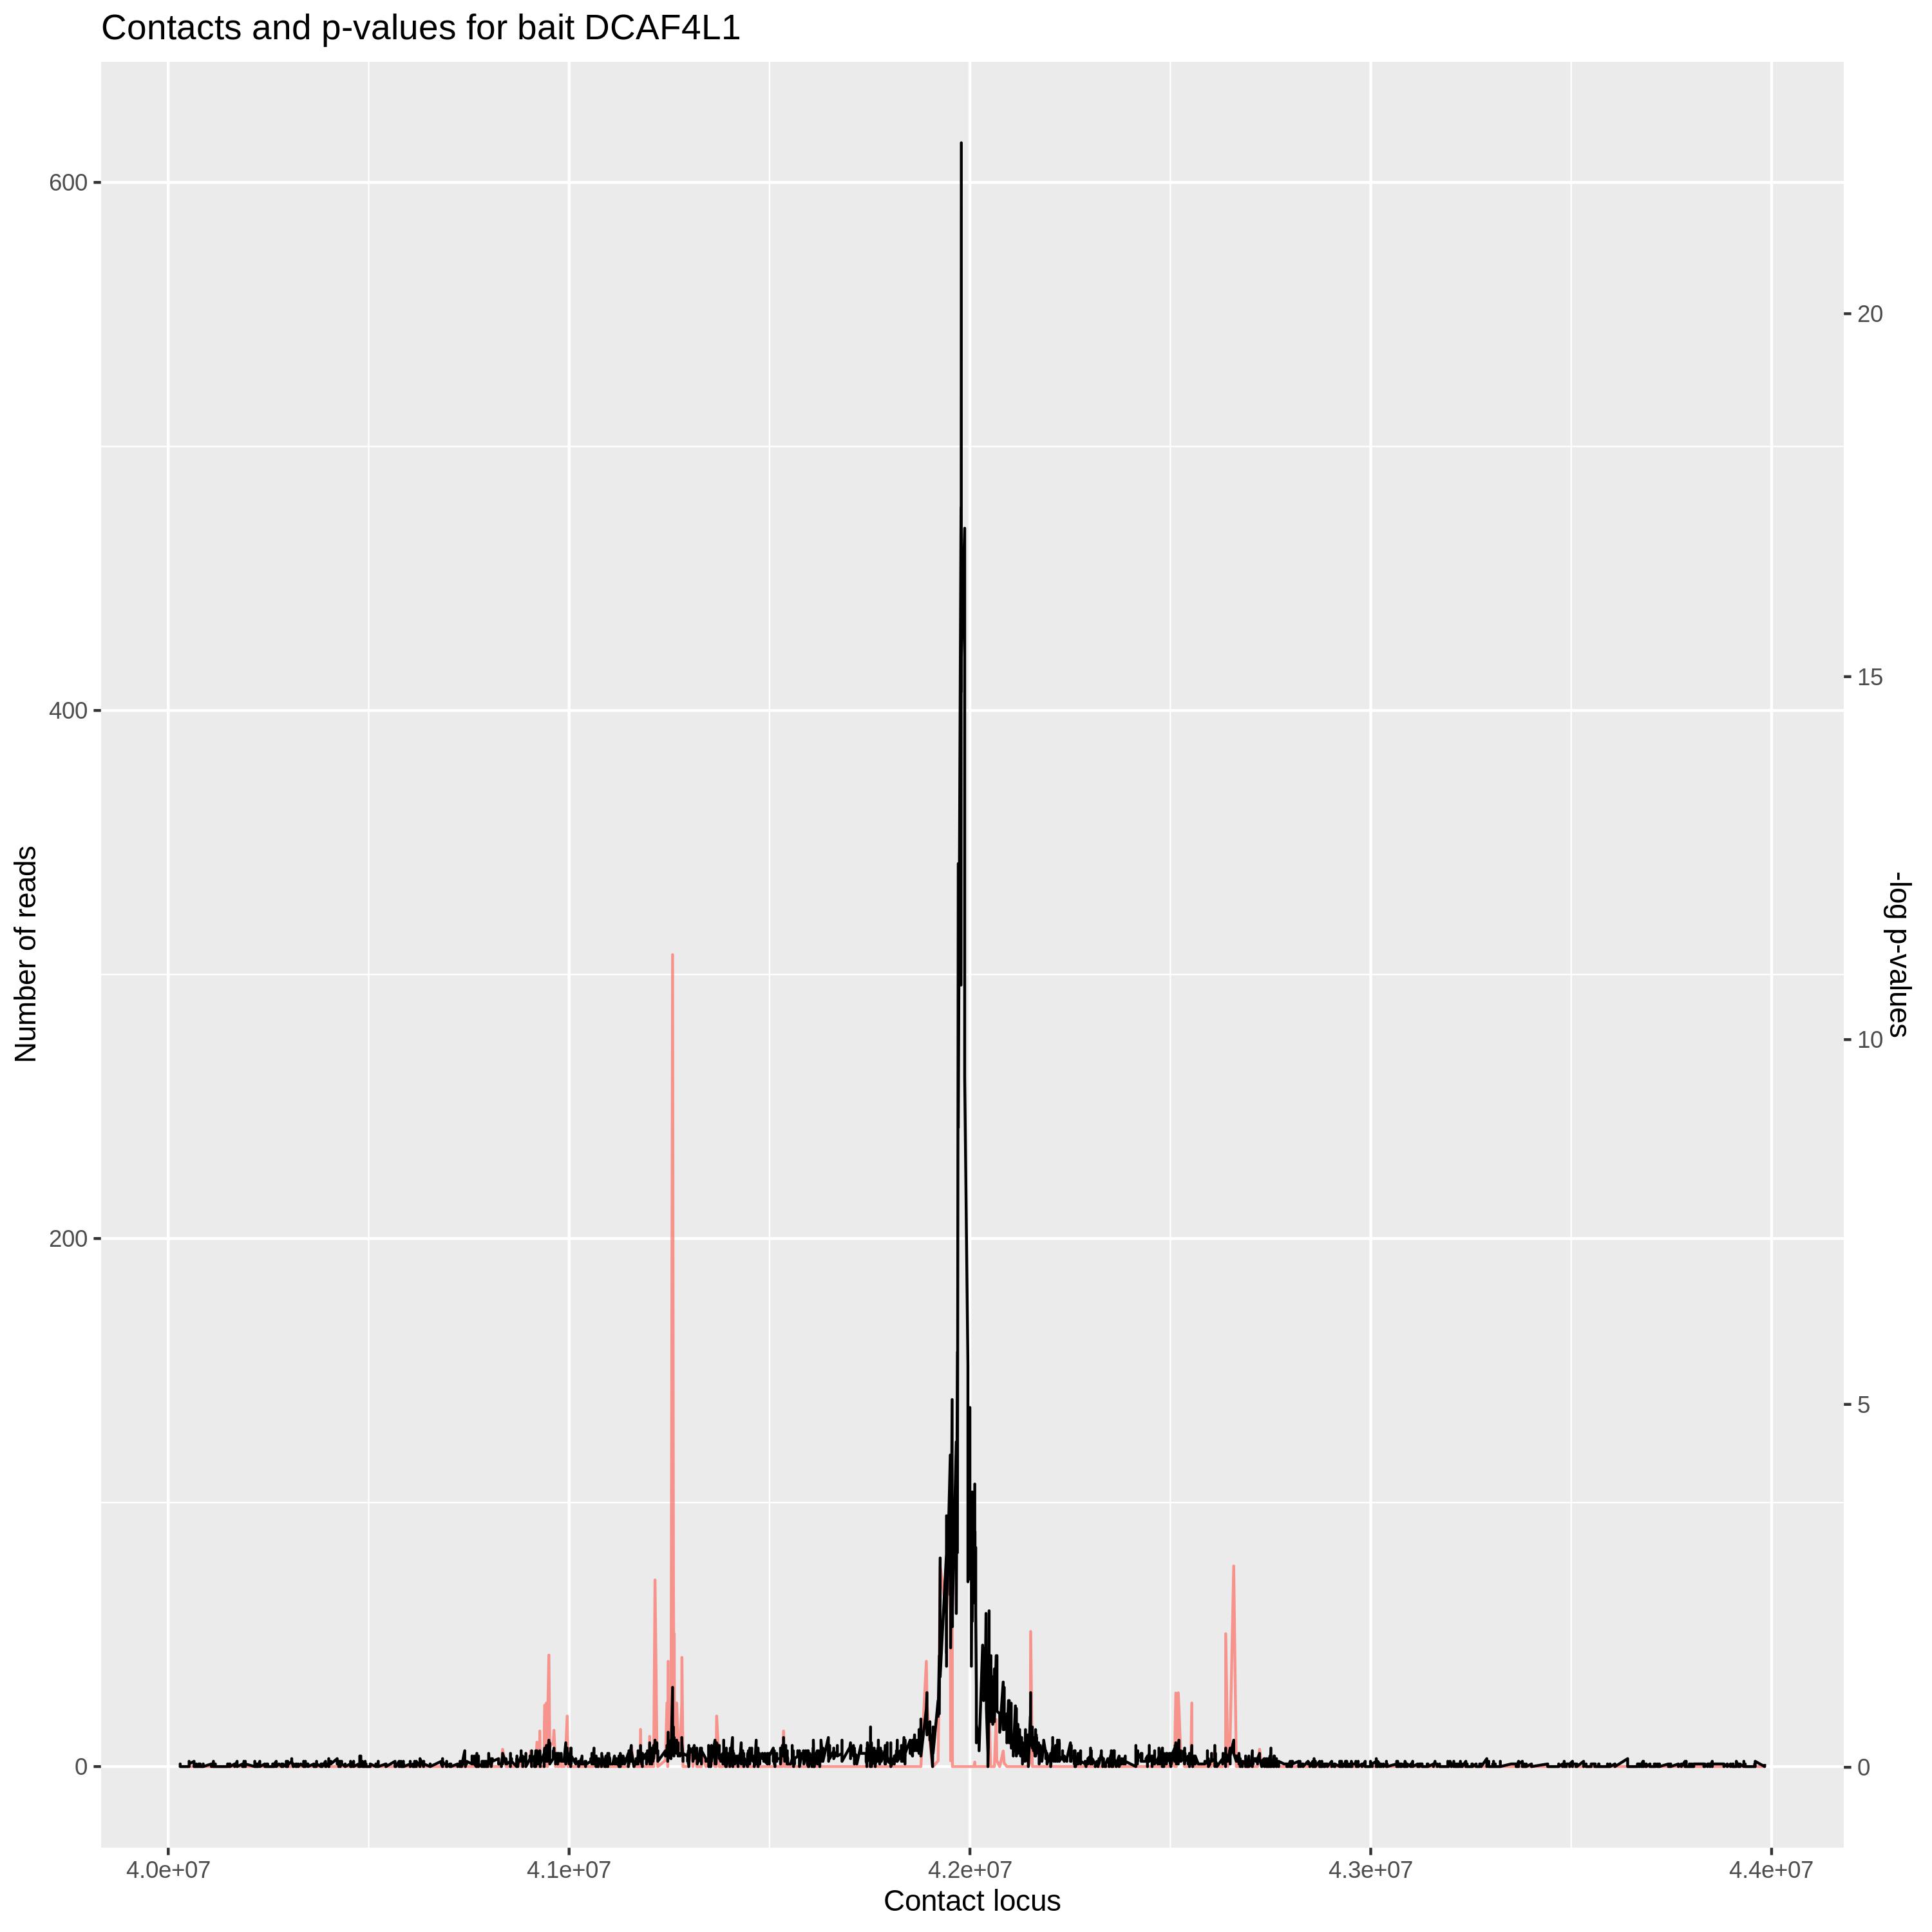 Contacts and p-values for bait DCAF4L1
600
400
200
0
Number of reads
20
15
10
5
0
-log p-values
4.0e+07 4.1e+07 4.2e+07 4.3e+07 4.4e+07
Contact locus